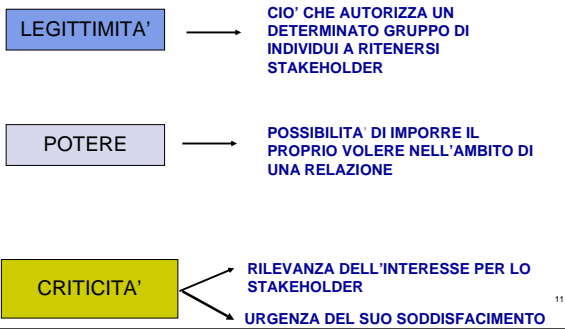 LEGITTIMITA'
CIO' CHE AUTORIZZA UN
DETERMINATO GRUPPO DI
INDIVIDUI A RITENERSI
STAKEHOLDER
POTERE
POSSIBILITA' DI IMPORRE IL
PROPRIO VOLERE NELL'AMBITO DI
UNA RELAZIONE
CRITICITA'
RILEVANZA DELL'INTERESSE PER LO
STAKEHOLDER
URGENZA DEL SUO SODDISFACIMENTO
11